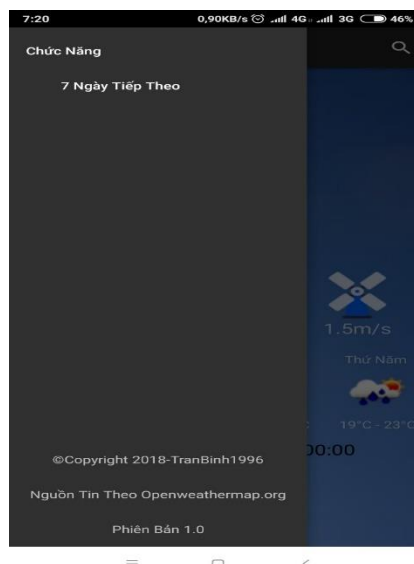 7:20 0,90KB/s 4G 3G 46%
Chức Năng
7 Ngày Tiếp Theo
1.5m/s
Thứ Năm
19°C - 23°C
00:00
©Copyright 2018-TranBinh1996
Nguồn Tin Theo Openweathermap.org
Phiên Bản 1.0